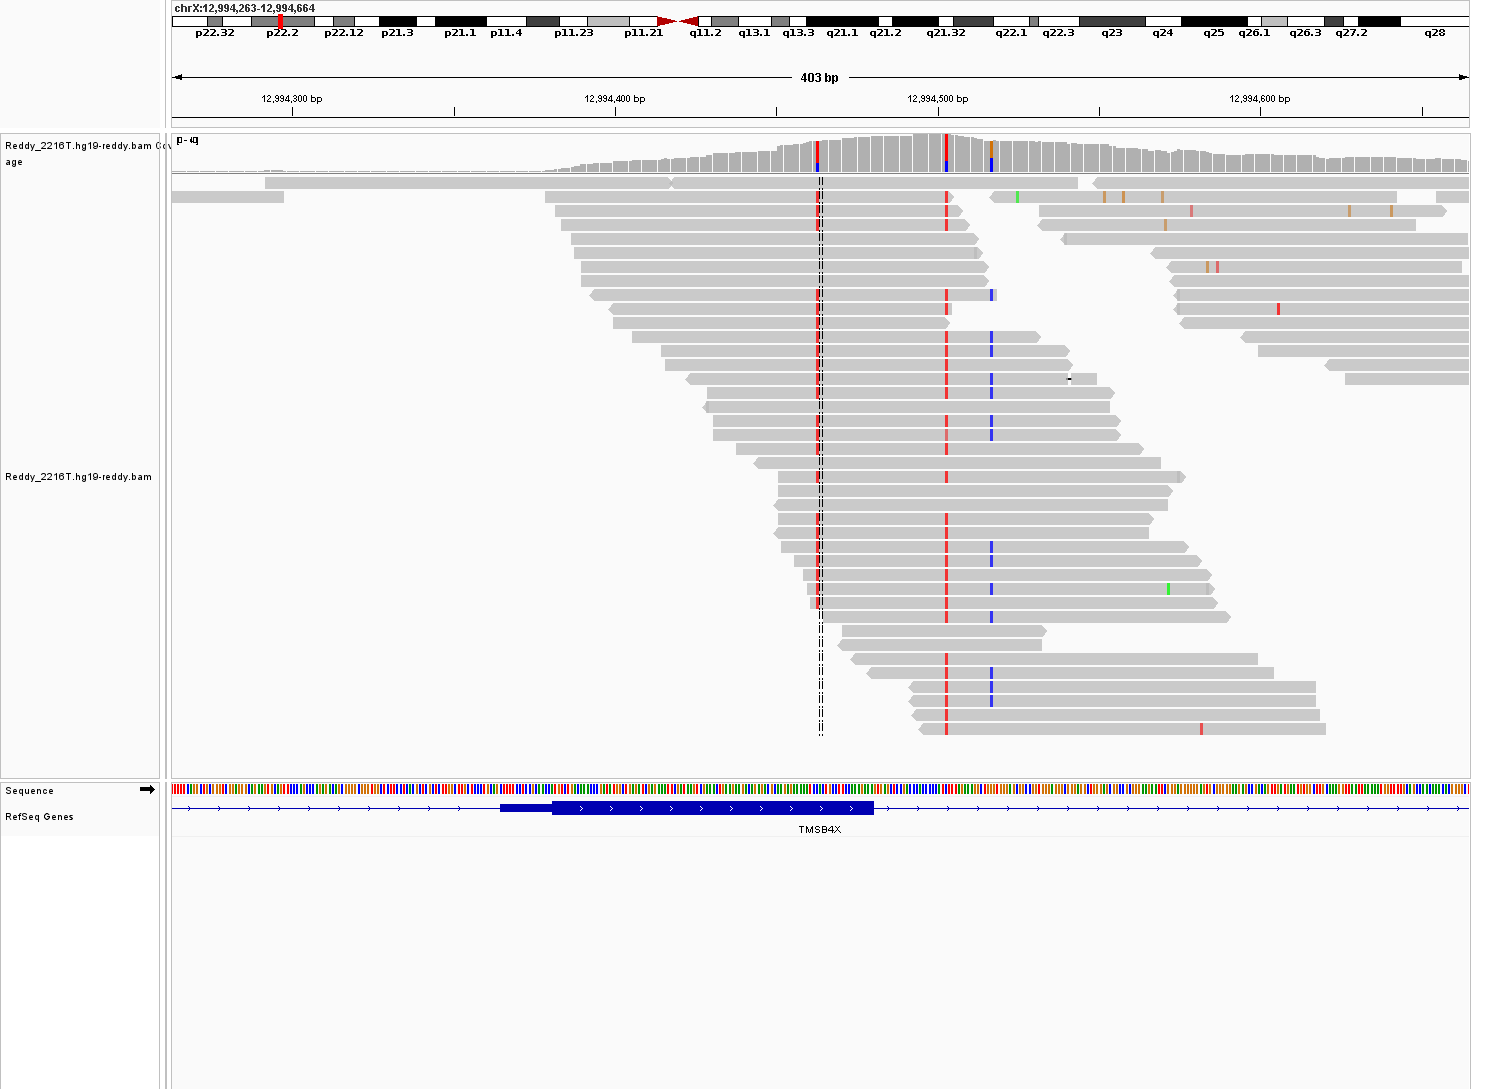 chrX:12,994,263-12,994,664
p22.32 p22.2 p22.12 p21.3 p21.1 p11.4 p11.23 p11.21 q11.2 q13.1 q13.3 q21.1 q21.2 q21.32 q22.1 q22.3 q23 q24 q25 q26.1 q26.3 q27.2 q28
403 bp
12,994,300 bp 12,994,400 bp 12,994,500 bp 12,994,600 bp
Reddy_2216T.hg19-reddy.bam Cov
age
Reddy_2216T.hg19-reddy.bam
Sequence
RefSeq Genes
TMSB4X